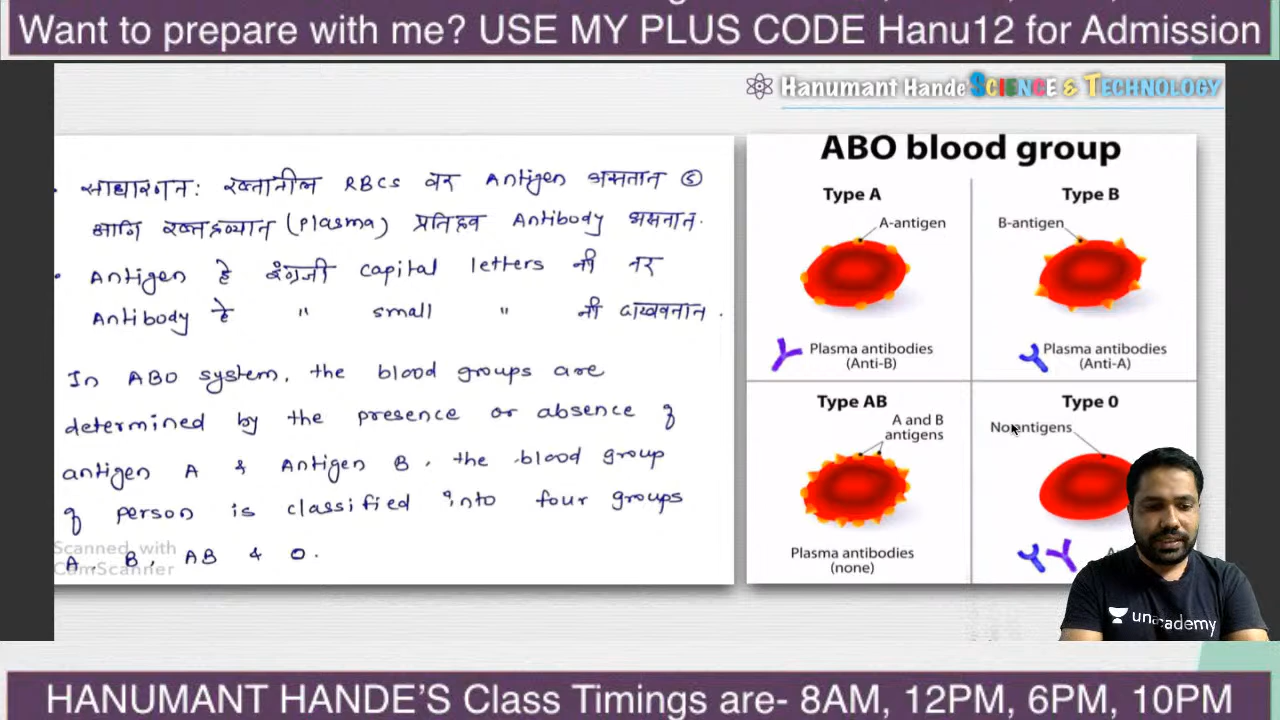 Want to prepare with me? USE MY PLUS CODE Hanu12 for Admission
Hanumant Hande SCIENCE & TECHNOLOGY
साधारणत: रक्तातील RBCs वर Antigen असतात
आणि रक्तद्रव्यात (Plasma) प्रतिद्रव Antibody असतात.
Antigen हे इंग्रजी capital letters नी तर
Antibody हे " small " नी दाखवतात.
In ABO system, the blood groups are
determined by the presence or absence of
antigen A & Antigen B, the blood group
of person is classified into four groups
A, B, AB & O.
Scanned with
CamScanner
ABO blood group
Type A
A-antigen
Plasma antibodies
(Anti-B)
Type B
B-antigen
Plasma antibodies
(Anti-A)
Type AB
A and B
antigens
Plasma antibodies
(none)
Type 0
No antigens
unacademy
HANUMANT HANDE'S Class Timings are- 8AM, 12PM, 6PM, 10PM